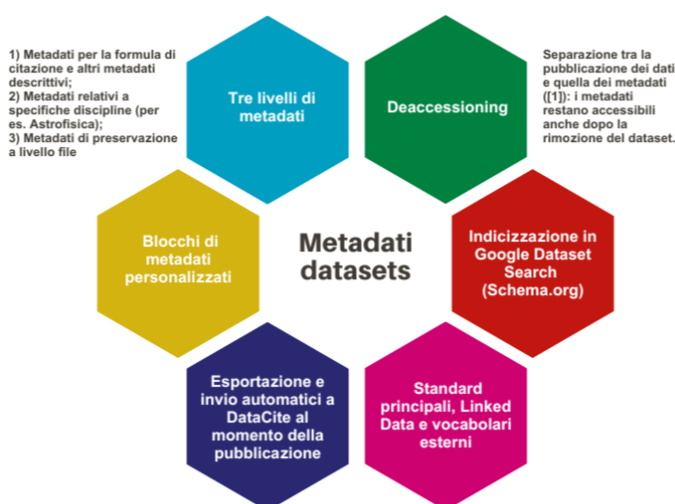 1) Metadati per la formula di
citazione e altri metadati
descrittivi;
2) Metadati relativi a
specifiche discipline (per
es. Astrofisica);
3) Metadati di preservazione
a livello file
Tre livelli di
metadati
Deaccessioning
Separazione tra la
pubblicazione dei dati
e quella dei metadati
([1]): i metadati
restano accessibili
anche dopo la
rimozione del dataset.
Blocchi di
metadati
personalizzati
Metadati
datasets
Indicizzazione in
Google Dataset
Search
(Schema.org)
Esportazione e
invio automatici a
DataCite al
momento della
pubblicazione
Standard
principali, Linked
Data e vocabolari
esterni